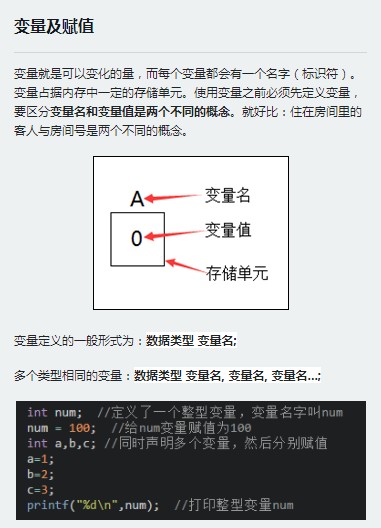 变量及赋值
变量就是可以变化的量，而每个变量都会有一个名字（标识符）。
变量占据内存中一定的存储单元。使用变量之前必须先定义变量，
要区分变量名和变量值是两个不同的概念。就好比：住在房间里的
客人与房间号是两个不同的概念。
A 变量名
0 变量值
存储单元
变量定义的一般形式为：数据类型 变量名;
多个类型相同的变量：数据类型 变量名, 变量名, 变量名...;
int num;  //定义了一个整型变量，变量名字叫num
num = 100;  //给num变量赋值为100
int a,b,c; //同时声明多个变量，然后分别赋值
a=1;
b=2;
c=3;
printf("%d\n",num);  //打印整型变量num